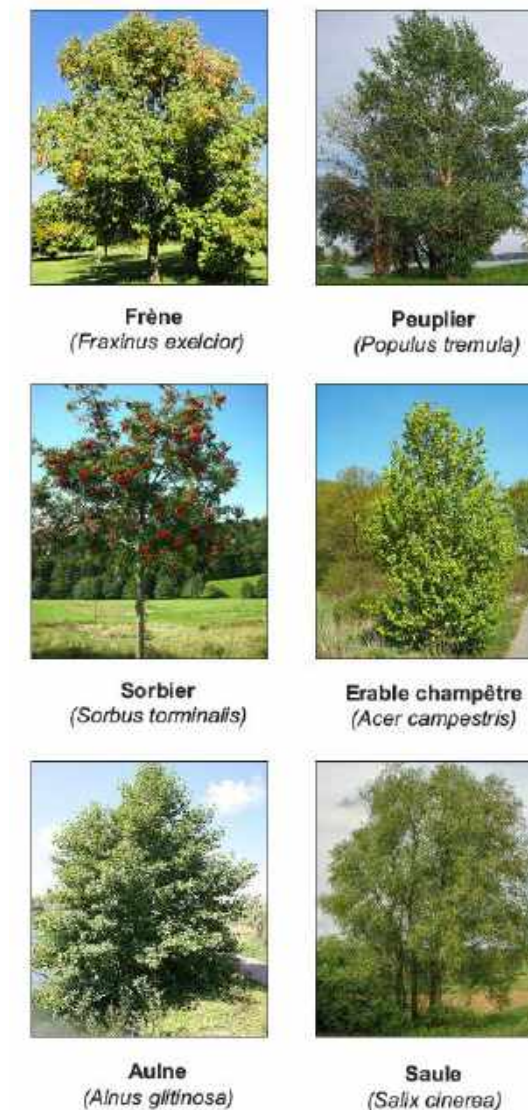 Frène
(Fraxinus exelcior)
Peuplier
(Populus tremula)
Sorbier
(Sorbus torminalis)
Erable champêtre
(Acer campestris)
Aulne
(Alnus glitinosa)
Saule
(Salix cinerea)